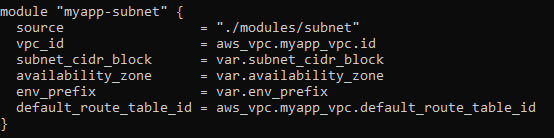 module "myapp-subnet" {
  source                 = "./modules/subnet"
  vpc_id                 = aws_vpc.myapp_vpc.id
  subnet_cidr_block      = var.subnet_cidr_block
  availability_zone      = var.availability_zone
  env_prefix             = var.env_prefix
  default_route_table_id = aws_vpc.myapp_vpc.default_route_table_id
}